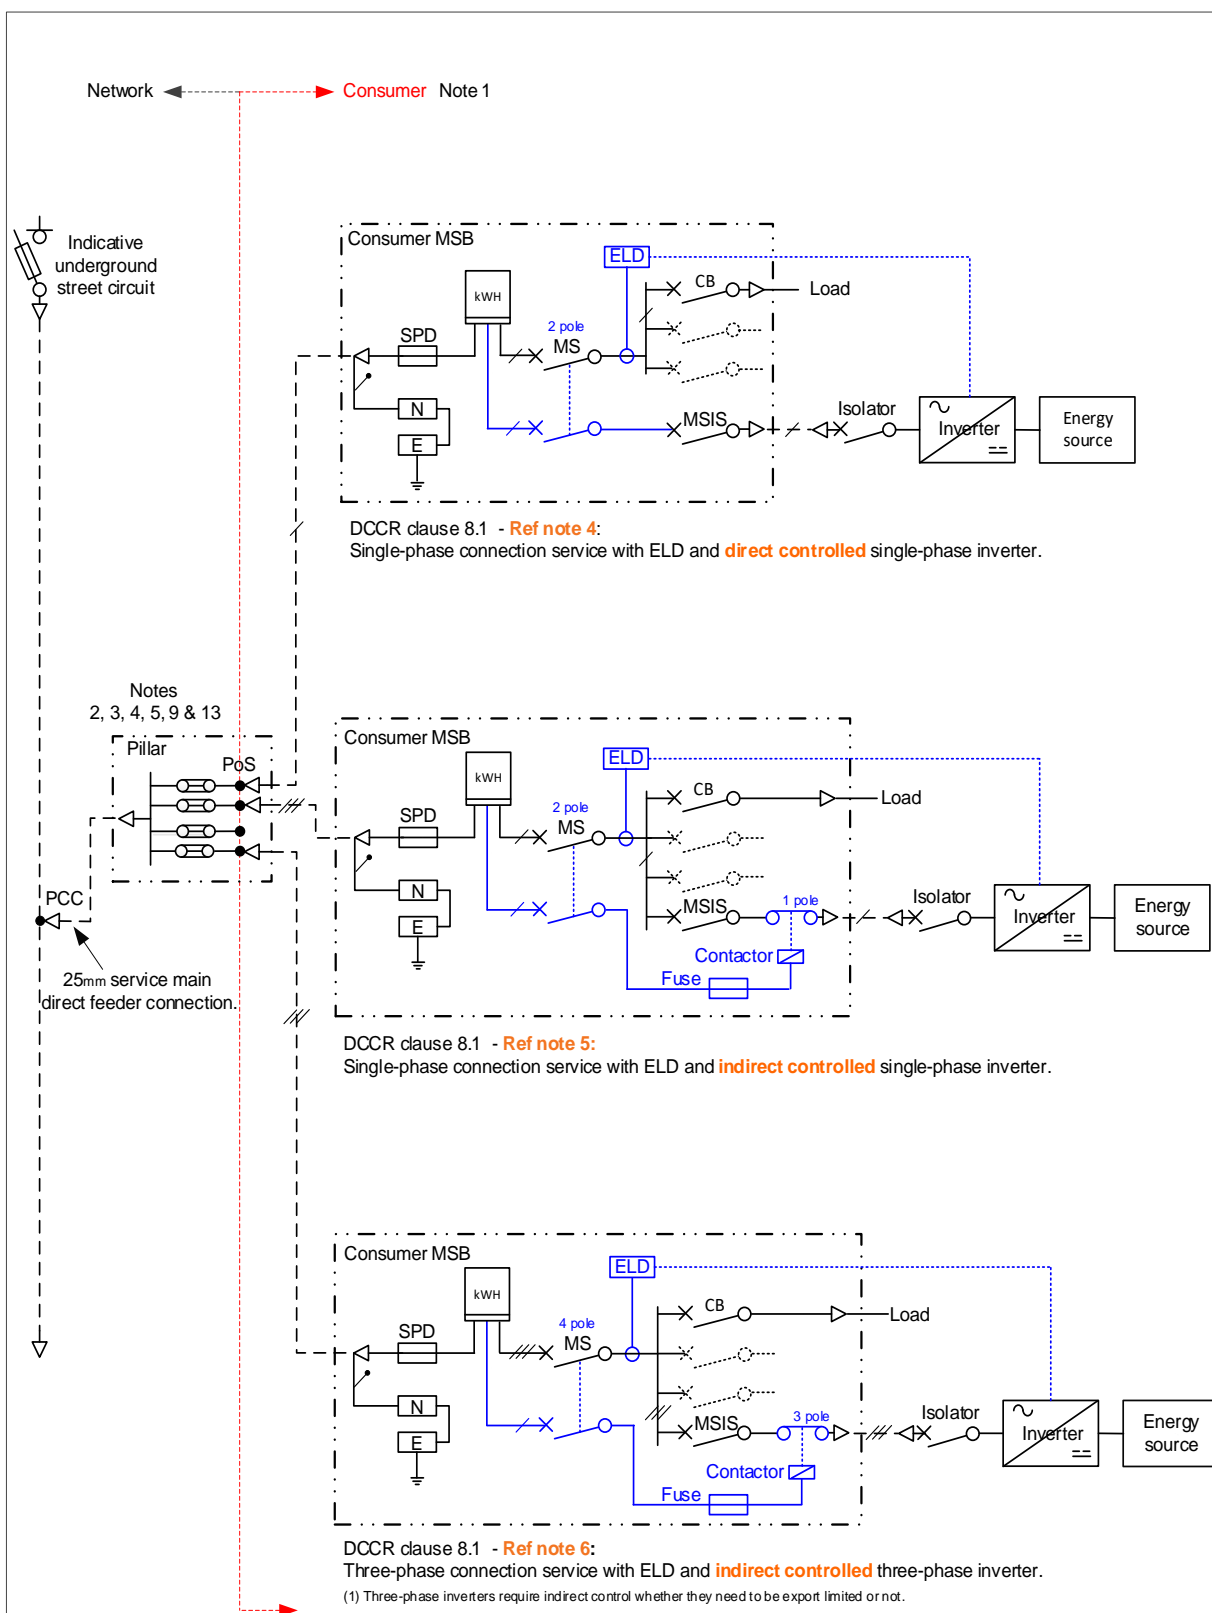 Network
Consumer Note 1
Indicative
underground
street circuit
Consumer MSB
ELD
kWH
CB
Load
2 pole
MS
SPD
N
E
MSIS
Isolator
Inverter
Energy
source
DCCR clause 8.1 - Ref note 4:
Single-phase connection service with ELD and direct controlled single-phase inverter.
Notes
2, 3, 4, 5, 9 & 13
Pillar
PoS
PCC
25mm service main
direct feeder connection.
Consumer MSB
ELD
kWH
CB
Load
2 pole
MS
SPD
N
E
MSIS
1 pole
Contactor
Fuse
Isolator
Inverter
Energy
source
DCCR clause 8.1 - Ref note 5:
Single-phase connection service with ELD and indirect controlled single-phase inverter.
Consumer MSB
ELD
kWH
CB
Load
4 pole
MS
SPD
N
E
MSIS
3 pole
Contactor
Fuse
Isolator
Inverter
Energy
source
DCCR clause 8.1 - Ref note 6:
Three-phase connection service with ELD and indirect controlled three-phase inverter.
(1) Three-phase inverters require indirect control whether they need to be export limited or not.